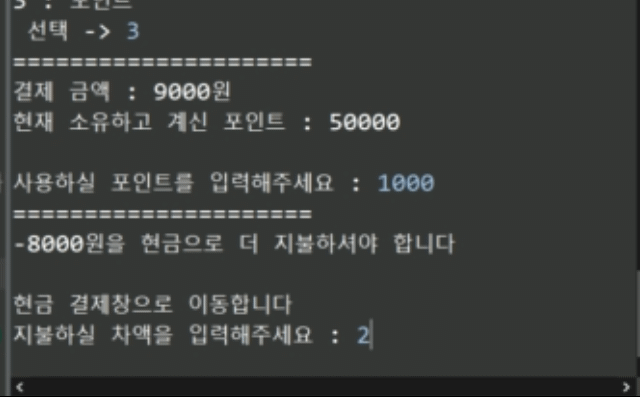 3 : 포인트
선택 -> 3
=====================
결제 금액 : 9000원
현재 소유하고 계신 포인트 : 50000
사용하실 포인트를 입력해주세요 : 1000
=====================
-8000원을 현금으로 더 지불하셔야 합니다
현금 결제창으로 이동합니다
지불하실 차액을 입력해주세요 : 2